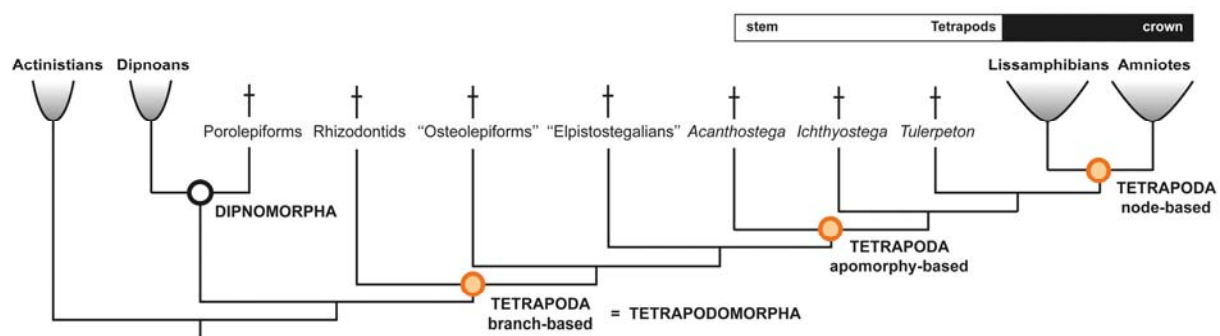 stem Tetrapods crown
Actinistians Dipnoans Lissamphibians Amniotes
Porolepiforms Rhizodontids "Osteolepiforms" "Elpistostegalians" Acanthostega Ichthyostega Tulerpeton
DIPNOMORPHA
TETRAPODA
node-based
TETRAPODA
apomorphy-based
TETRAPODA
branch-based
= TETRAPODOMORPHA